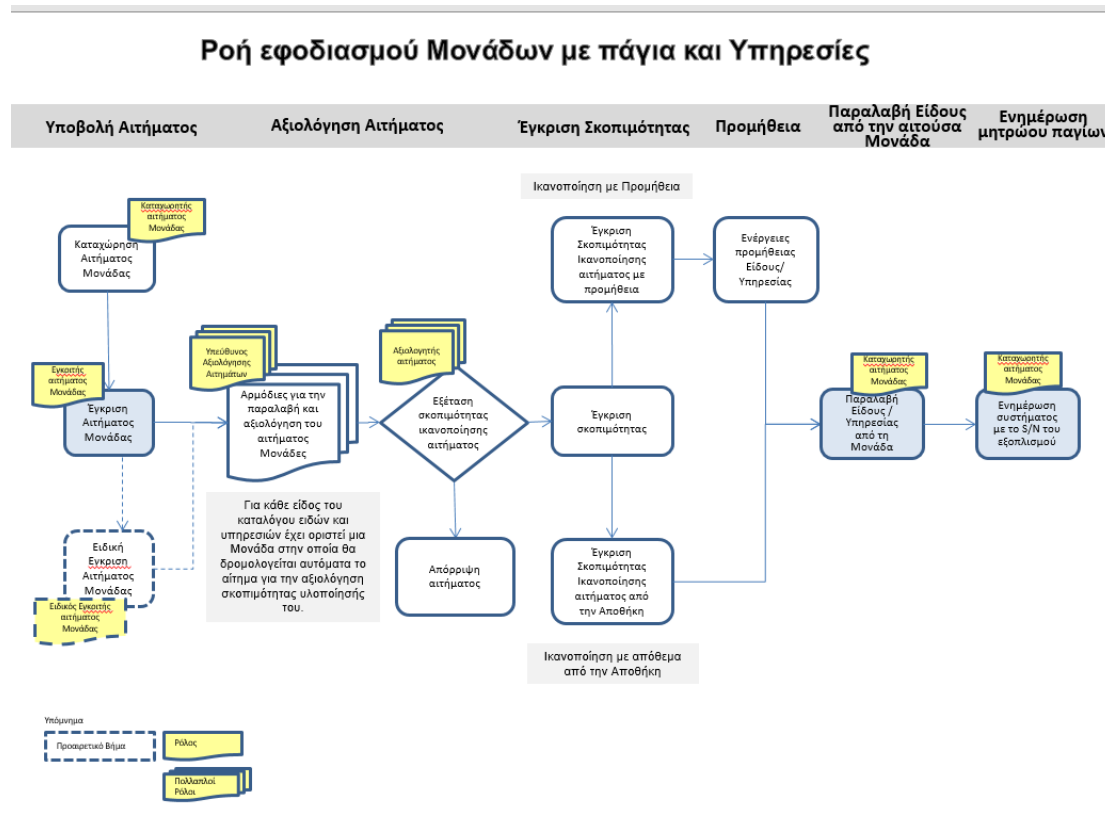 Ροή εφοδιασμού Μονάδων με πάγια και Υπηρεσίες
Υποβολή Αιτήματος
Αξιολόγηση Αιτήματος
Έγκριση Σκοπιμότητας
Προμήθεια
Παραλαβή Είδους
από την αιτούσα
Μονάδα
Ενημέρωση
μητρώου παγίων
Ικανοποίηση με Προμήθεια
Καταχωρητής
αιτήματος
Μονάδας
Καταχώρηση
Αιτήματος
Μονάδας
Έγκριση
Σκοπιμότητας
Ικανοποίησης
αιτήματος με
προμήθεια
Ενέργειες
προμήθειας
Είδους/
Υπηρεσίας
Εγκριτής
αιτήματος
Μονάδας
Έγκριση
Αιτήματος
Μονάδας
Υπεύθυνος
Αξιολόγησης
Αιτημάτων
Αρμόδιες για την
παραλαβή και
αξιολόγηση του
αιτήματος
Μονάδες
Αξιολογητής
αιτήματος
Εξέταση
σκοπιμότητας
ικανοποίησης
αιτήματος
Έγκριση
σκοπιμότητας
Καταχωρητής
αιτήματος
Μονάδας
Παραλαβή
Είδους /
Υπηρεσίας
από τη
Μονάδα
Καταχωρητής
αιτήματος
Μονάδας
Ενημέρωση
συστήματος
με το S/N του
εξοπλισμού
Ειδική
Εγκριση
Αιτήματος
Μονάδας
Ειδικός Εγκριτής
αιτήματος
Μονάδας
Για κάθε είδος του
καταλόγου ειδών και
υπηρεσιών έχει οριστεί μια
Μονάδα στην οποία θα
δρομολογείται αυτόματα το
αίτημα για την αξιολόγηση
σκοπιμότητας υλοποίησής
του.
Απόρριψη
αιτήματος
Έγκριση
Σκοπιμότητας
Ικανοποίησης
αιτήματος από
την Αποθήκη
Ικανοποίηση με απόθεμα
από την Αποθήκη
Υπόμνημα
Προαιρετικό Βήμα
Ρόλος
Πολλαπλοί
Ρόλοι